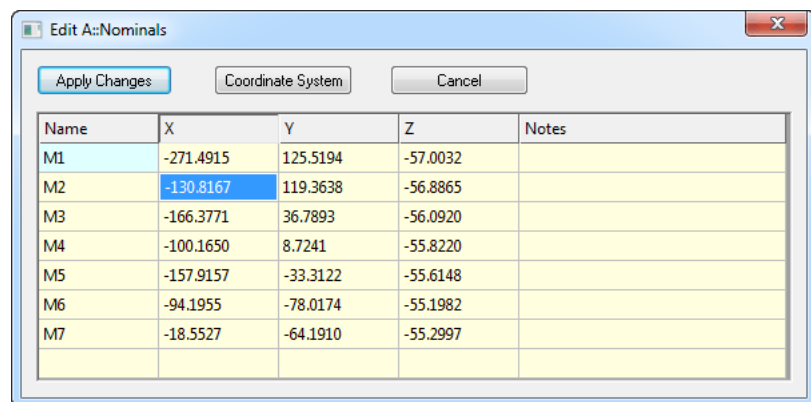 Edit A::Nominals
Apply Changes Coordinate System Cancel
Name X Y Z Notes
M1 -271.4915 125.5194 -57.0032
M2 -130.8167 119.3638 -56.8865
M3 -166.3771 36.7893 -56.0920
M4 -100.1650 8.7241 -55.8220
M5 -157.9157 -33.3122 -55.6148
M6 -94.1955 -78.0174 -55.1982
M7 -18.5527 -64.1910 -55.2997